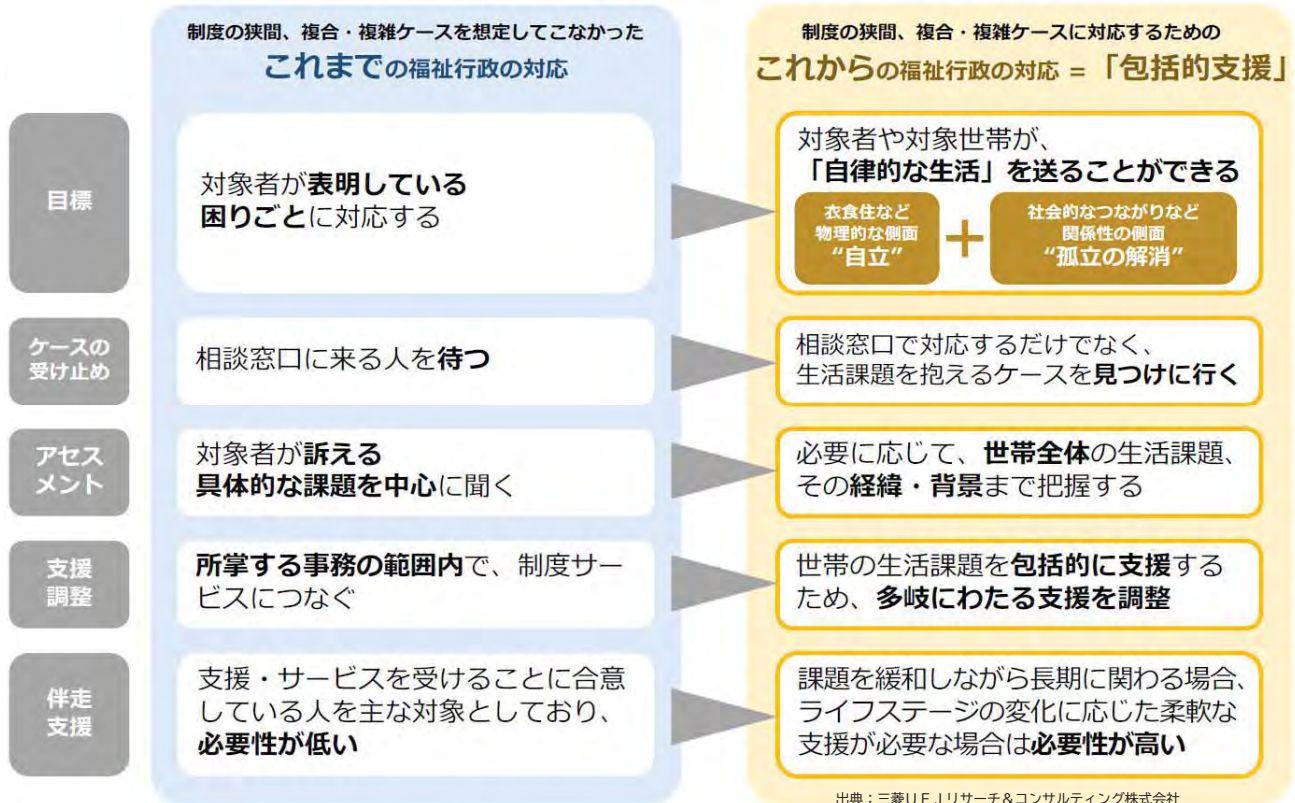 制度の狭間、複合・複雑ケースを想定してこなかった
これまでの福祉行政の対応
制度の狭間、複合・複雑ケースに対応するための
これからの福祉行政の対応 = 「包括的支援」
目標
対象者が表明している
困りごとに対応する
対象者や対象世帯が、
「自律的な生活」を送ることができる
衣食住など
物理的な側面
“自立”
+
社会的なつながりなど
関係性の側面
“孤立の解消”
ケースの
受け止め
相談窓口に来る人を待つ
相談窓口で対応するだけでなく、
生活課題を抱えるケースを見つけに行く
アセス
メント
対象者が訴える
具体的な課題を中心に聞く
必要に応じて、世帯全体の生活課題、
その経緯・背景まで把握する
支援
調整
所掌する事務の範囲内で、制度サー
ビスにつなぐ
世帯の生活課題を包括的に支援する
ため、多岐にわたる支援を調整
伴走
支援
支援・サービスを受けることに合意
している人を主な対象としており、
必要性が低い
課題を緩和しながら長期に関わる場合、
ライフステージの変化に応じた柔軟な
支援が必要な場合は必要性が高い
出典：三菱ＵＦＪリサーチ＆コンサルティング株式会社